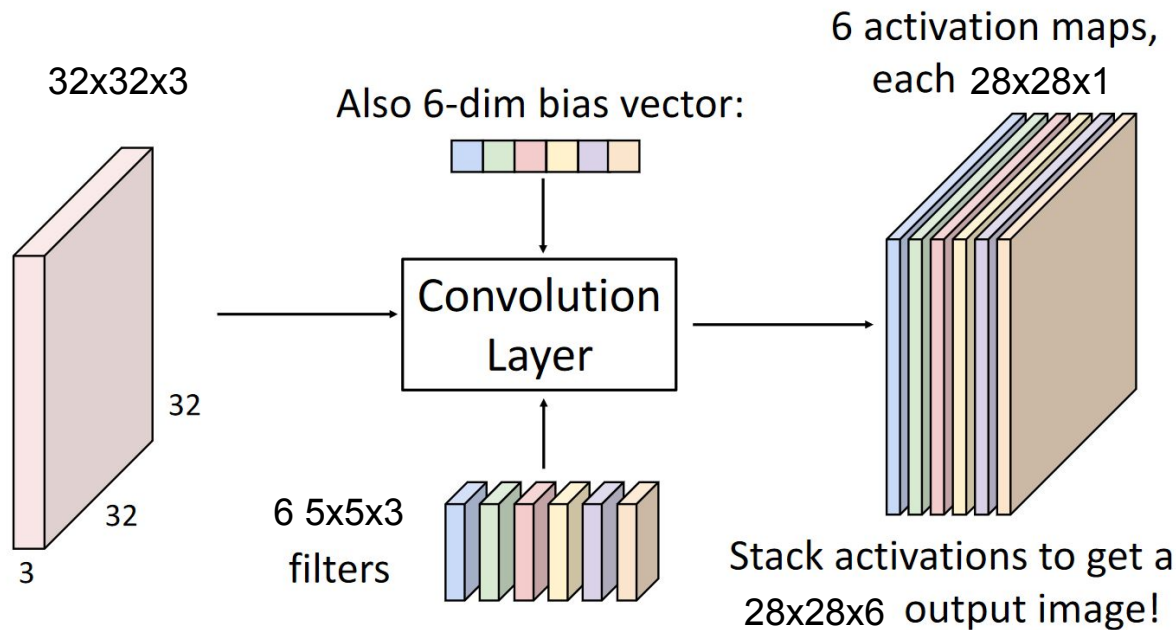 32x32x3
32
32
3
Also 6-dim bias vector:
Convolution
Layer
6 5x5x3
filters
6 activation maps,
each 28x28x1
Stack activations to get a
28x28x6 output image!